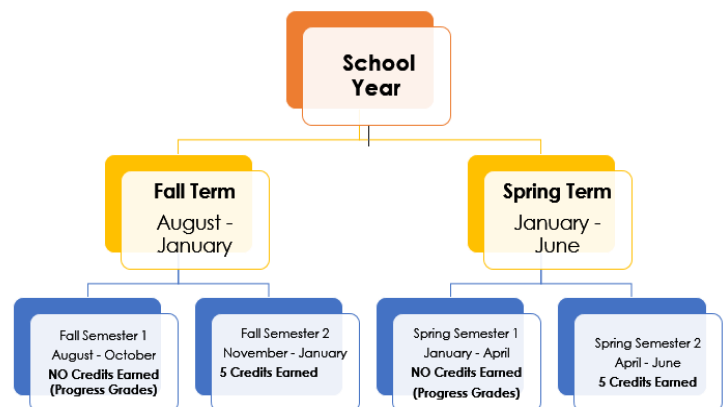 School
Year
Fall Term
August -
January
Spring Term
January -
June
Fall Semester 1
August - October
NO Credits Earned
(Progress Grades)
Fall Semester 2
November - January
5 Credits Earned
Spring Semester 1
January - April
NO Credits Earned
(Progress Grades)
Spring Semester 2
April - June
5 Credits Earned